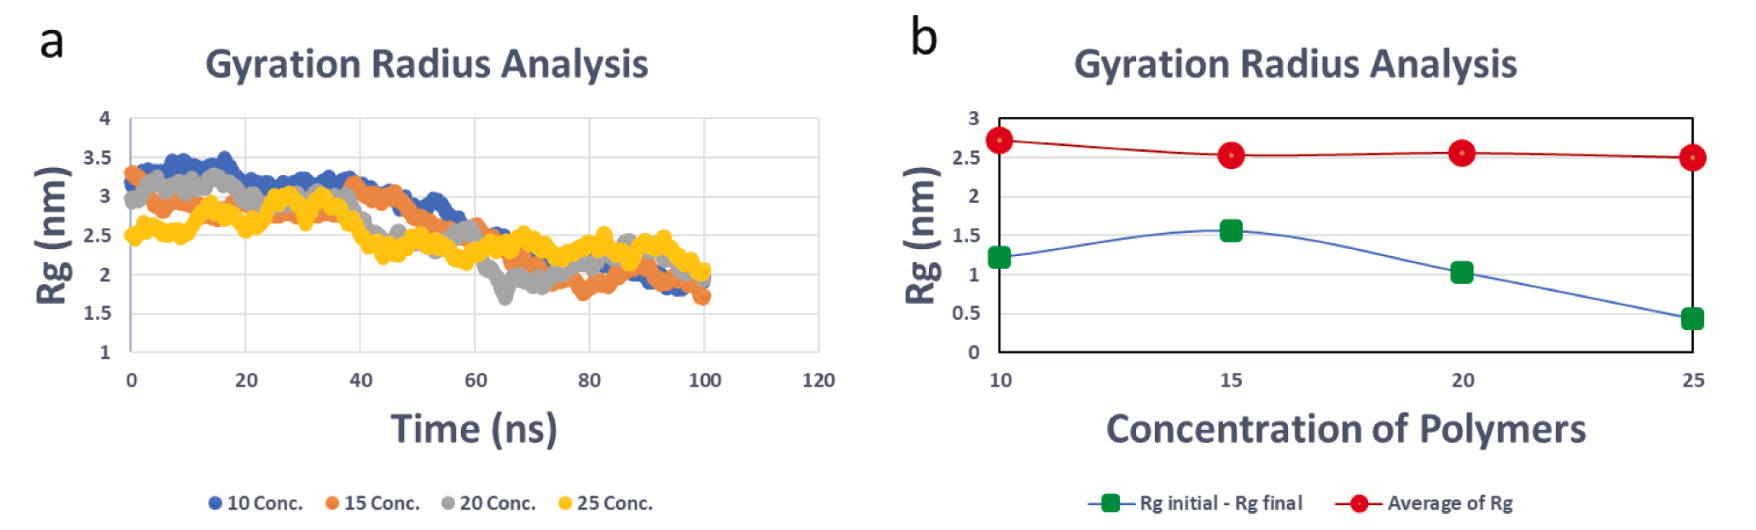 a
Gyration Radius Analysis
4
3.5
3
2.5
2
1.5
1
Rg (nm)
0 20 40 60 80 100 120
Time (ns)
10 Conc. 15 Conc. 20 Conc. 25 Conc.
b
Gyration Radius Analysis
3
2.5
2
1.5
1
0.5
0
Rg (nm)
10 15 20 25
Concentration of Polymers
Rg initial - Rg final Average of Rg